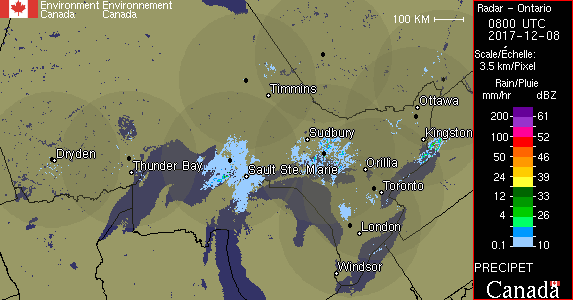 Environment Environnement
Canada Canada
100 KM
Timmins
Ottawa
Sudbury
Kingston
Dryden
Thunder Bay
Sault Ste. Marie
Orillia
Toronto
London
Windsor
Radar - Ontario
0800 UTC
2017-12-08
Scale/Échelle:
3.5 km/Pixel
Rain/Pluie
mm/hr dBZ
200 61
100 52
50 46
24 39
12 33
4 26
0.1 10
PRECIPET
Canada